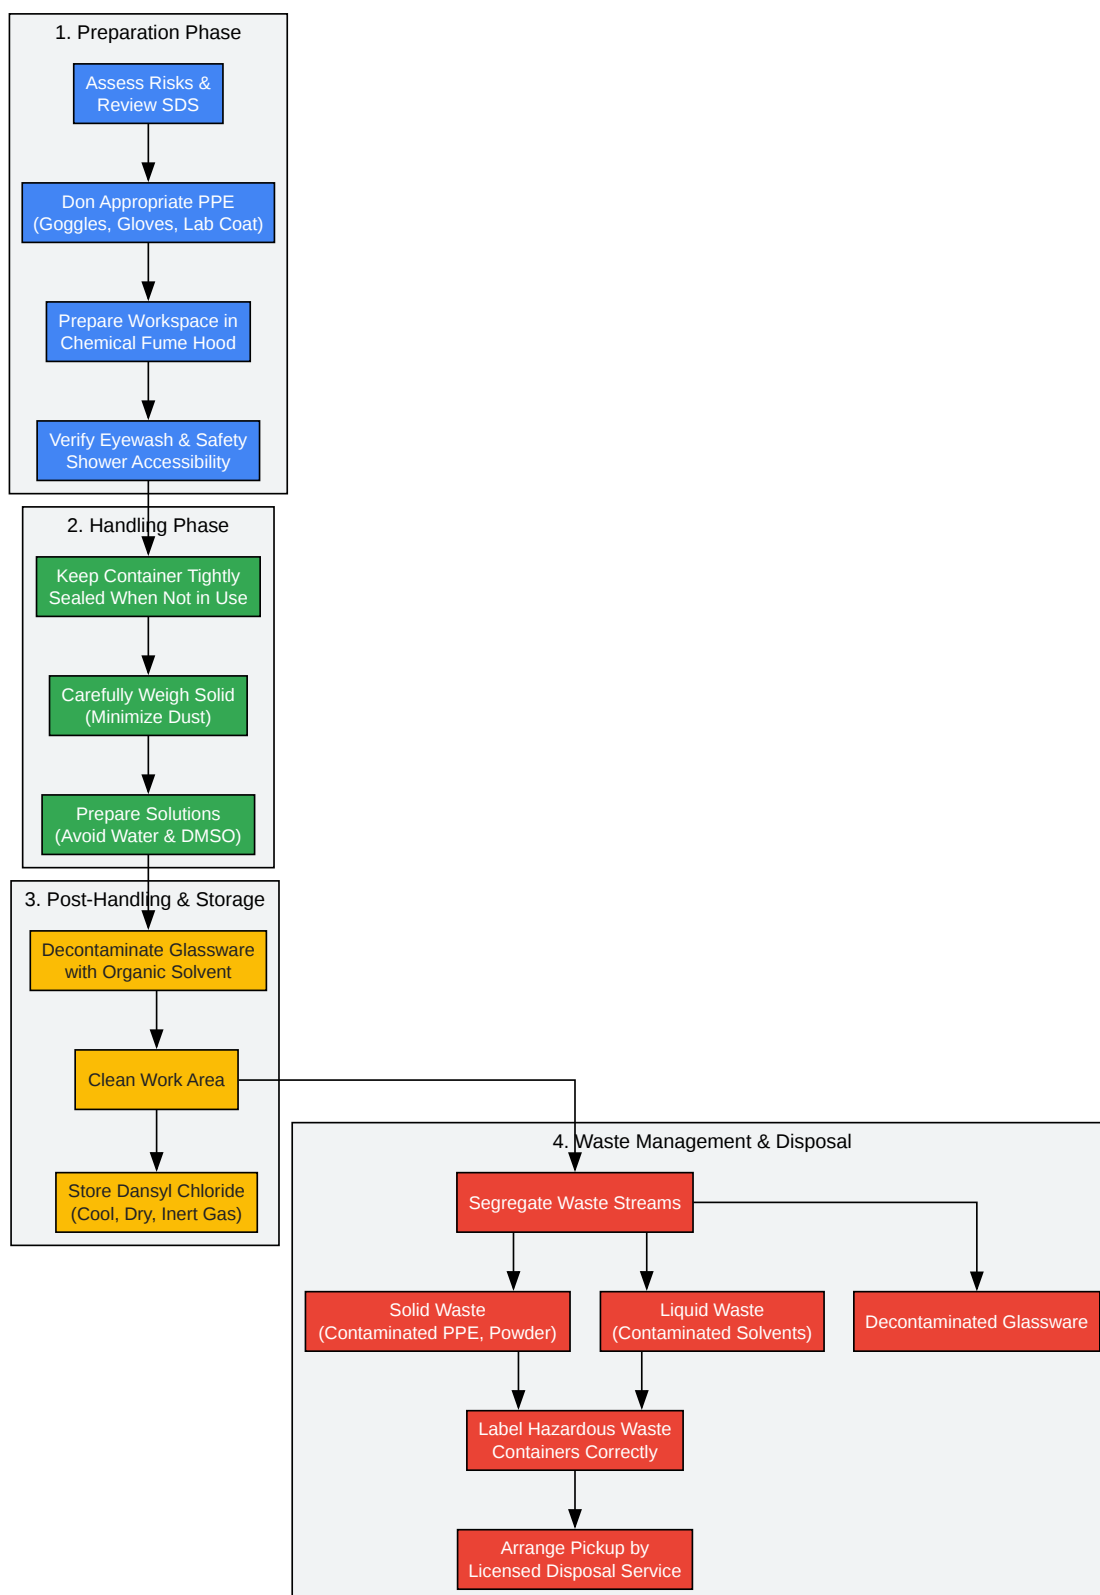 1. Preparation Phase
Assess Risks &
Review SDS
Don Appropriate PPE
(Goggles, Gloves, Lab Coat)
Prepare Workspace in
Chemical Fume Hood
Verify Eyewash & Safety
Shower Accessibility
2. Handling Phase
Keep Container Tightly
Sealed When Not in Use
Carefully Weigh Solid
(Minimize Dust)
Prepare Solutions
(Avoid Water & DMSO)
3. Post-Handling & Storage
Decontaminate Glassware
with Organic Solvent
Clean Work Area
Store Dansyl Chloride
(Cool, Dry, Inert Gas)
4. Waste Management & Disposal
Segregate Waste Streams
Solid Waste
(Contaminated PPE, Powder)
Liquid Waste
(Contaminated Solvents)
Decontaminated Glassware
Label Hazardous Waste
Containers Correctly
Arrange Pickup by
Licensed Disposal Service